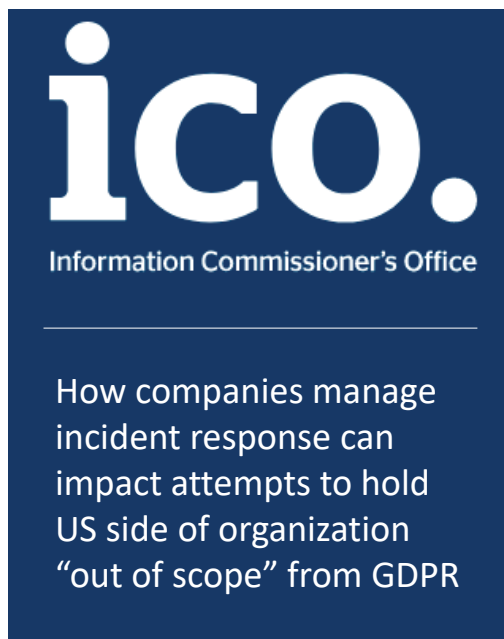 ico.
Information Commissioner's Office
How companies manage
incident response can
impact attempts to hold
US side of organization
“out of scope” from GDPR